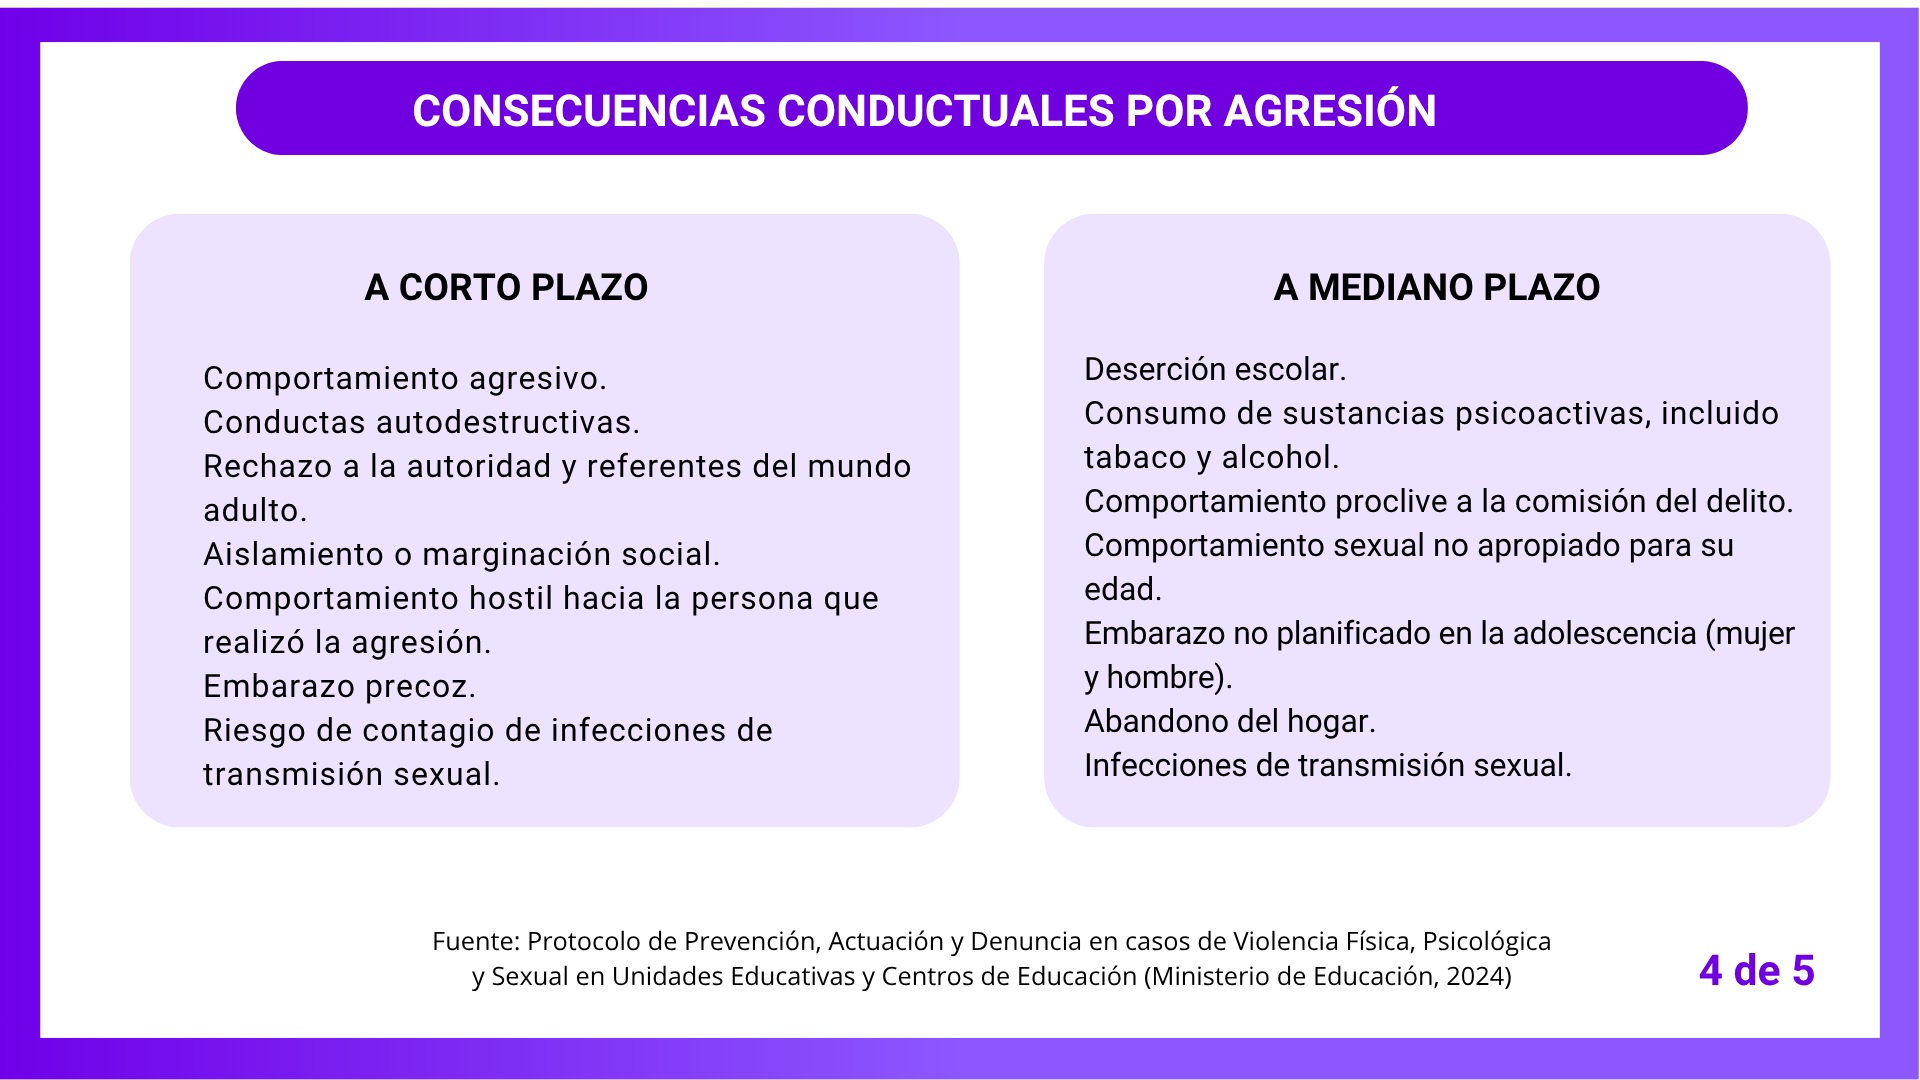 CONSECUENCIAS CONDUCTUALES POR AGRESIÓN
A CORTO PLAZO
Comportamiento agresivo.
Conductas autodestructivas.
Rechazo a la autoridad y referentes del mundo
adulto.
Aislamiento o marginación social.
Comportamiento hostil hacia la persona que
realizó la agresión.
Embarazo precoz.
Riesgo de contagio de infecciones de
transmisión sexual.
A MEDIANO PLAZO
Deserción escolar.
Consumo de sustancias psicoactivas, incluido
tabaco y alcohol.
Comportamiento proclive a la comisión del delito.
Comportamiento sexual no apropiado para su
edad.
Embarazo no planificado en la adolescencia (mujer
y hombre).
Abandono del hogar.
Infecciones de transmisión sexual.
Fuente: Protocolo de Prevención, Actuación y Denuncia en casos de Violencia Física, Psicológica
y Sexual en Unidades Educativas y Centros de Educación (Ministerio de Educación, 2024)
4 de 5